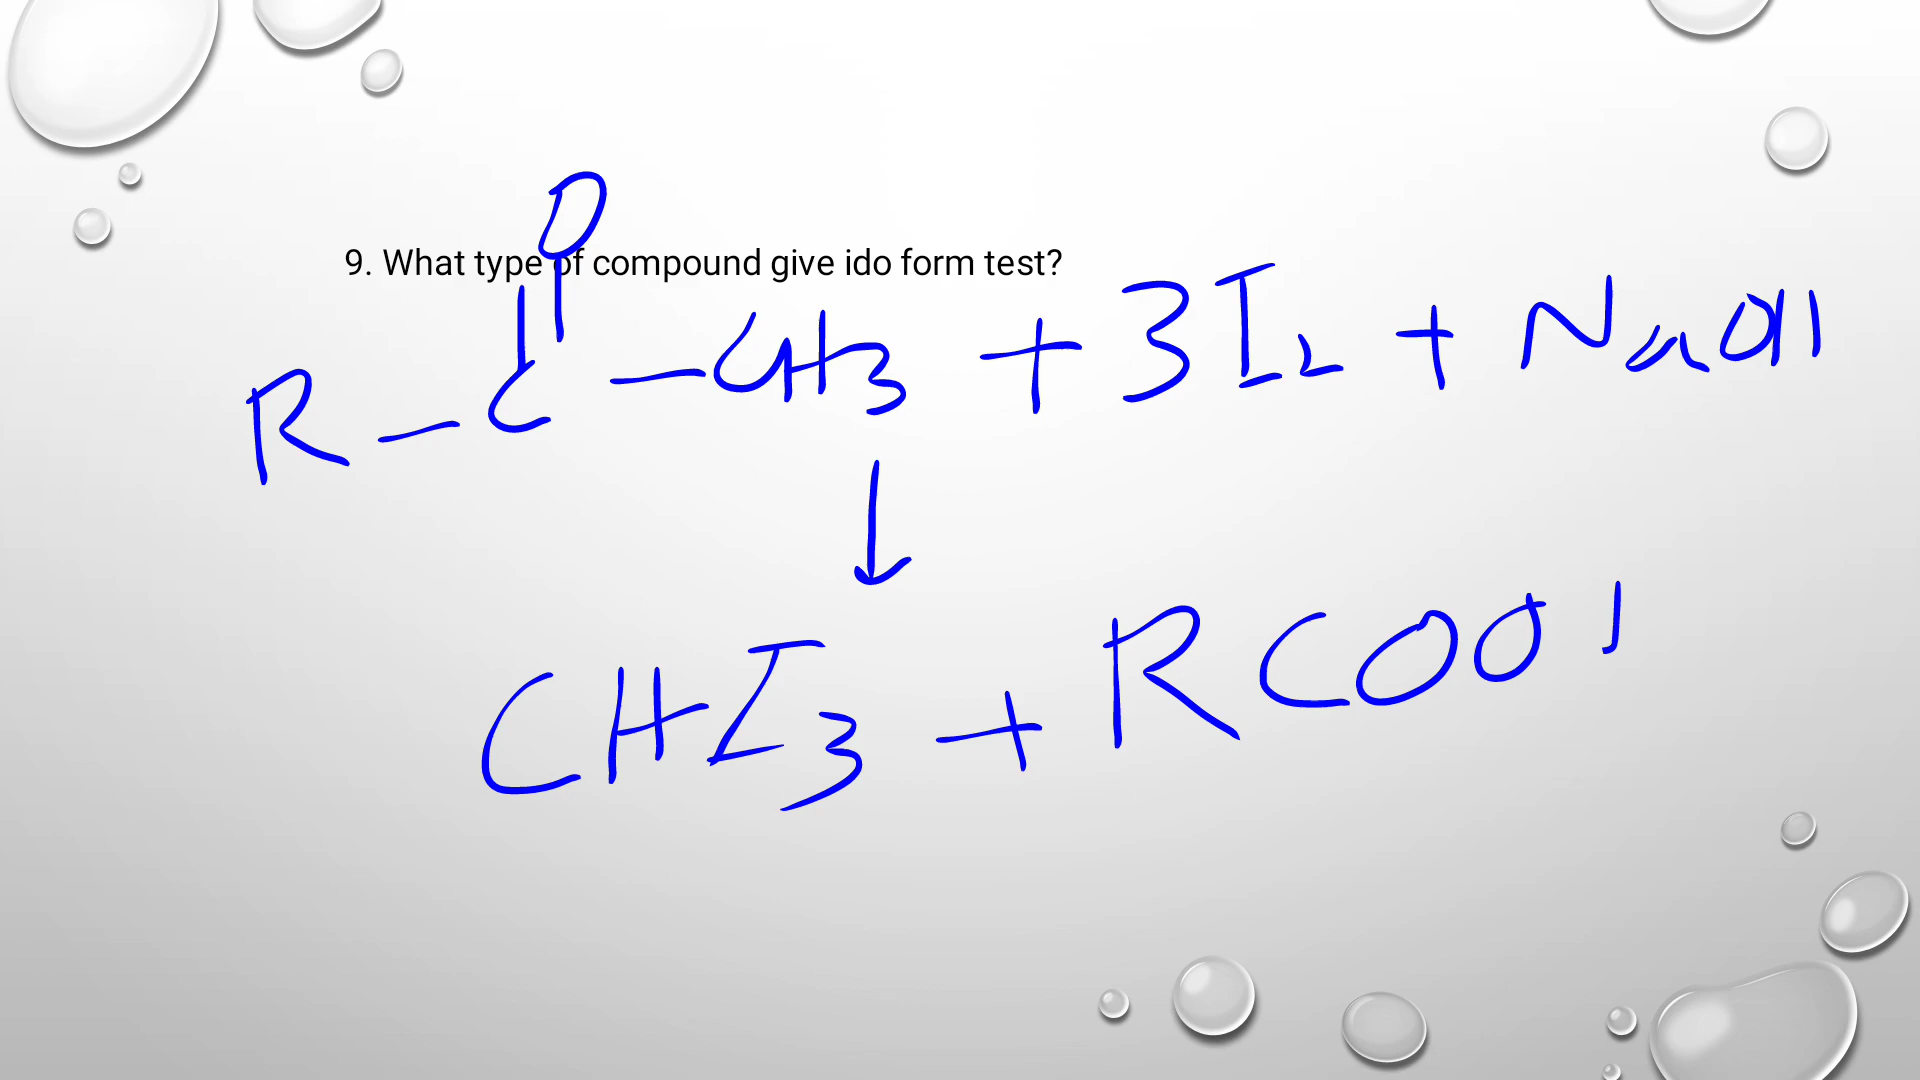 9. What type of compound give ido form test?
O
R - C - CH3 + 3I2 + NaOH
↓
CHI3 + RCOO